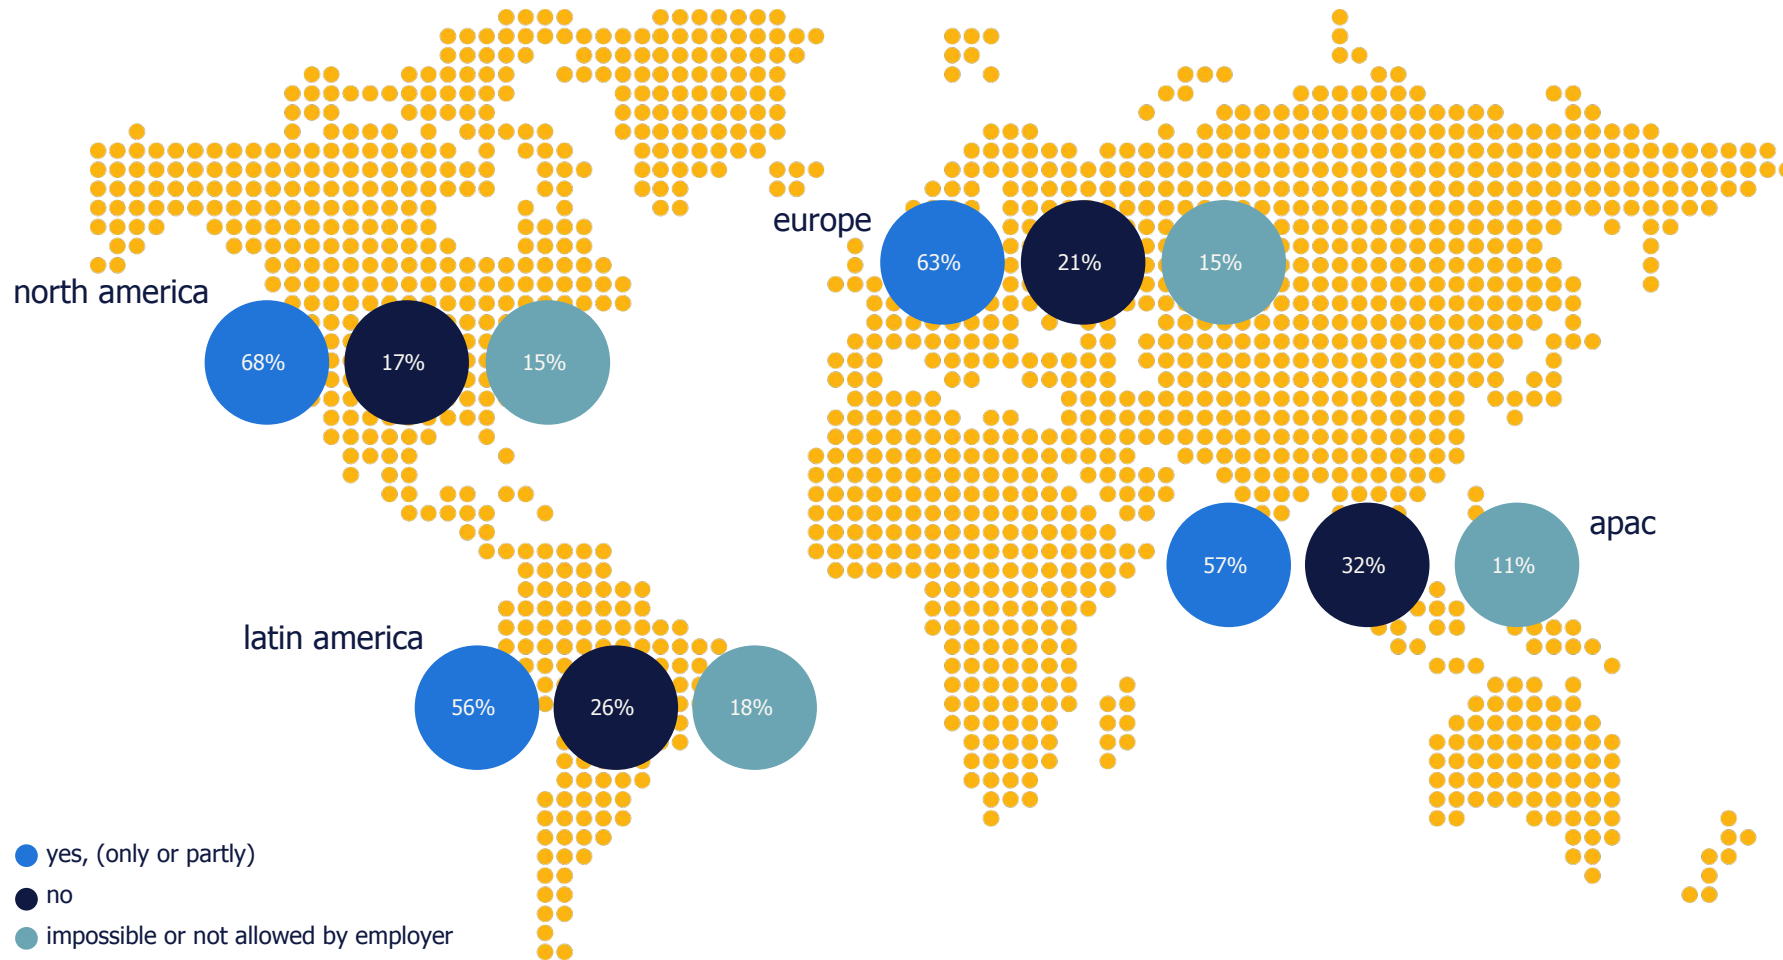 europe
63% 21% 15%
north america
68% 17% 15%
apac
57% 32% 11%
latin america
56% 26% 18%
yes, (only or partly)
no
impossible or not allowed by employer